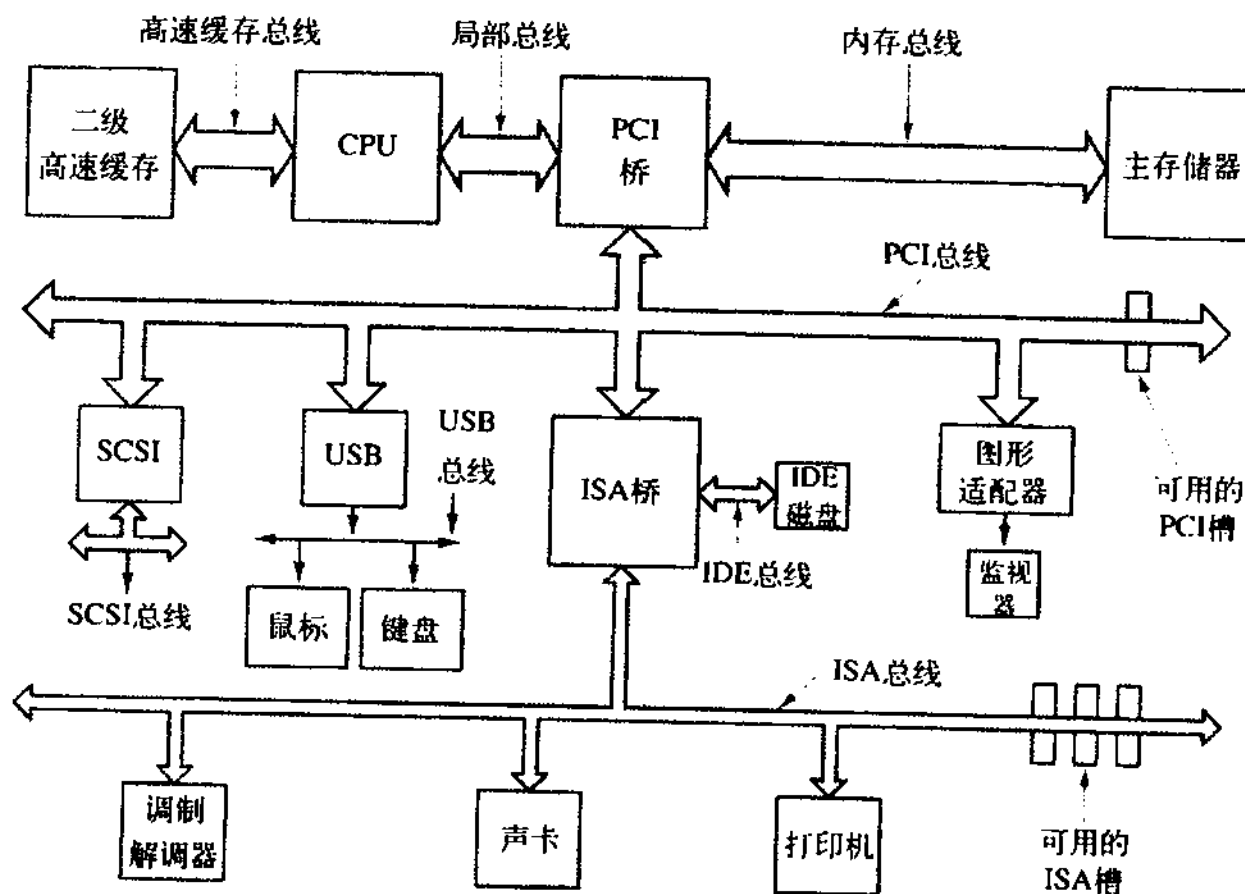 高速缓存总线
局部总线
内存总线
二级
高速缓存
CPU
PCI
桥
主存储器
PCI总线
SCSI
USB
USB
总线
ISA桥
IDE
磁盘
图形
适配器
可用的
PCI槽
SCSI总线
鼠标
键盘
IDE总线
监视
器
ISA总线
调制
解调器
声卡
打印机
可用的
ISA槽